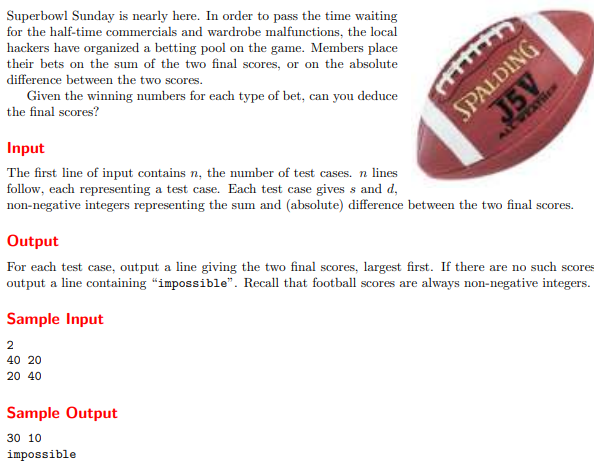 Superbowl Sunday is nearly here. In order to pass the time waiting
for the half-time commercials and wardrobe malfunctions, the local
hackers have organized a betting pool on the game. Members place
their bets on the sum of the two final scores, or on the absolute
difference between the two scores.
Given the winning numbers for each type of bet, can you deduce
the final scores?
SPALDING
J5V
ALL WEATHER
Input
The first line of input contains n, the number of test cases. n lines
follow, each representing a test case. Each test case gives s and d,
non-negative integers representing the sum and (absolute) difference between the two final scores.
Output
For each test case, output a line giving the two final scores, largest first. If there are no such scores
output a line containing "impossible". Recall that football scores are always non-negative integers.
Sample Input
2
40 20
20 40
Sample Output
30 10
impossible